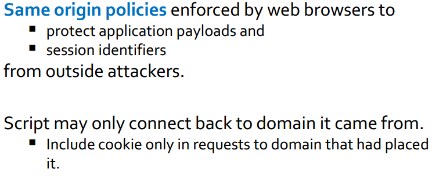 Same origin policies enforced by web browsers to
▪ protect application payloads and
▪ session identifiers
from outside attackers.
Script may only connect back to domain it came from.
▪ Include cookie only in requests to domain that had placed
it.